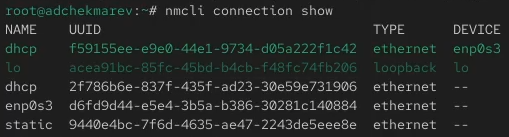 root@adchekmarev:~# nmcli connection show
NAME    UUID                                  TYPE      DEVICE
dhcp    f59155ee-e9e0-44e1-9734-d05a222f1c42  ethernet  enp0s3
lo      acea91bc-85fc-45bd-b4cb-f48fc74fb206  loopback  lo
dhcp    2f786b6e-837f-435f-ad23-30e59e731906  ethernet  --
enp0s3  d6fd9d44-e5e4-3b5a-b386-30281c140884  ethernet  --
static  9440e4bc-7f6d-4635-ae47-2243de5eee8e  ethernet  --